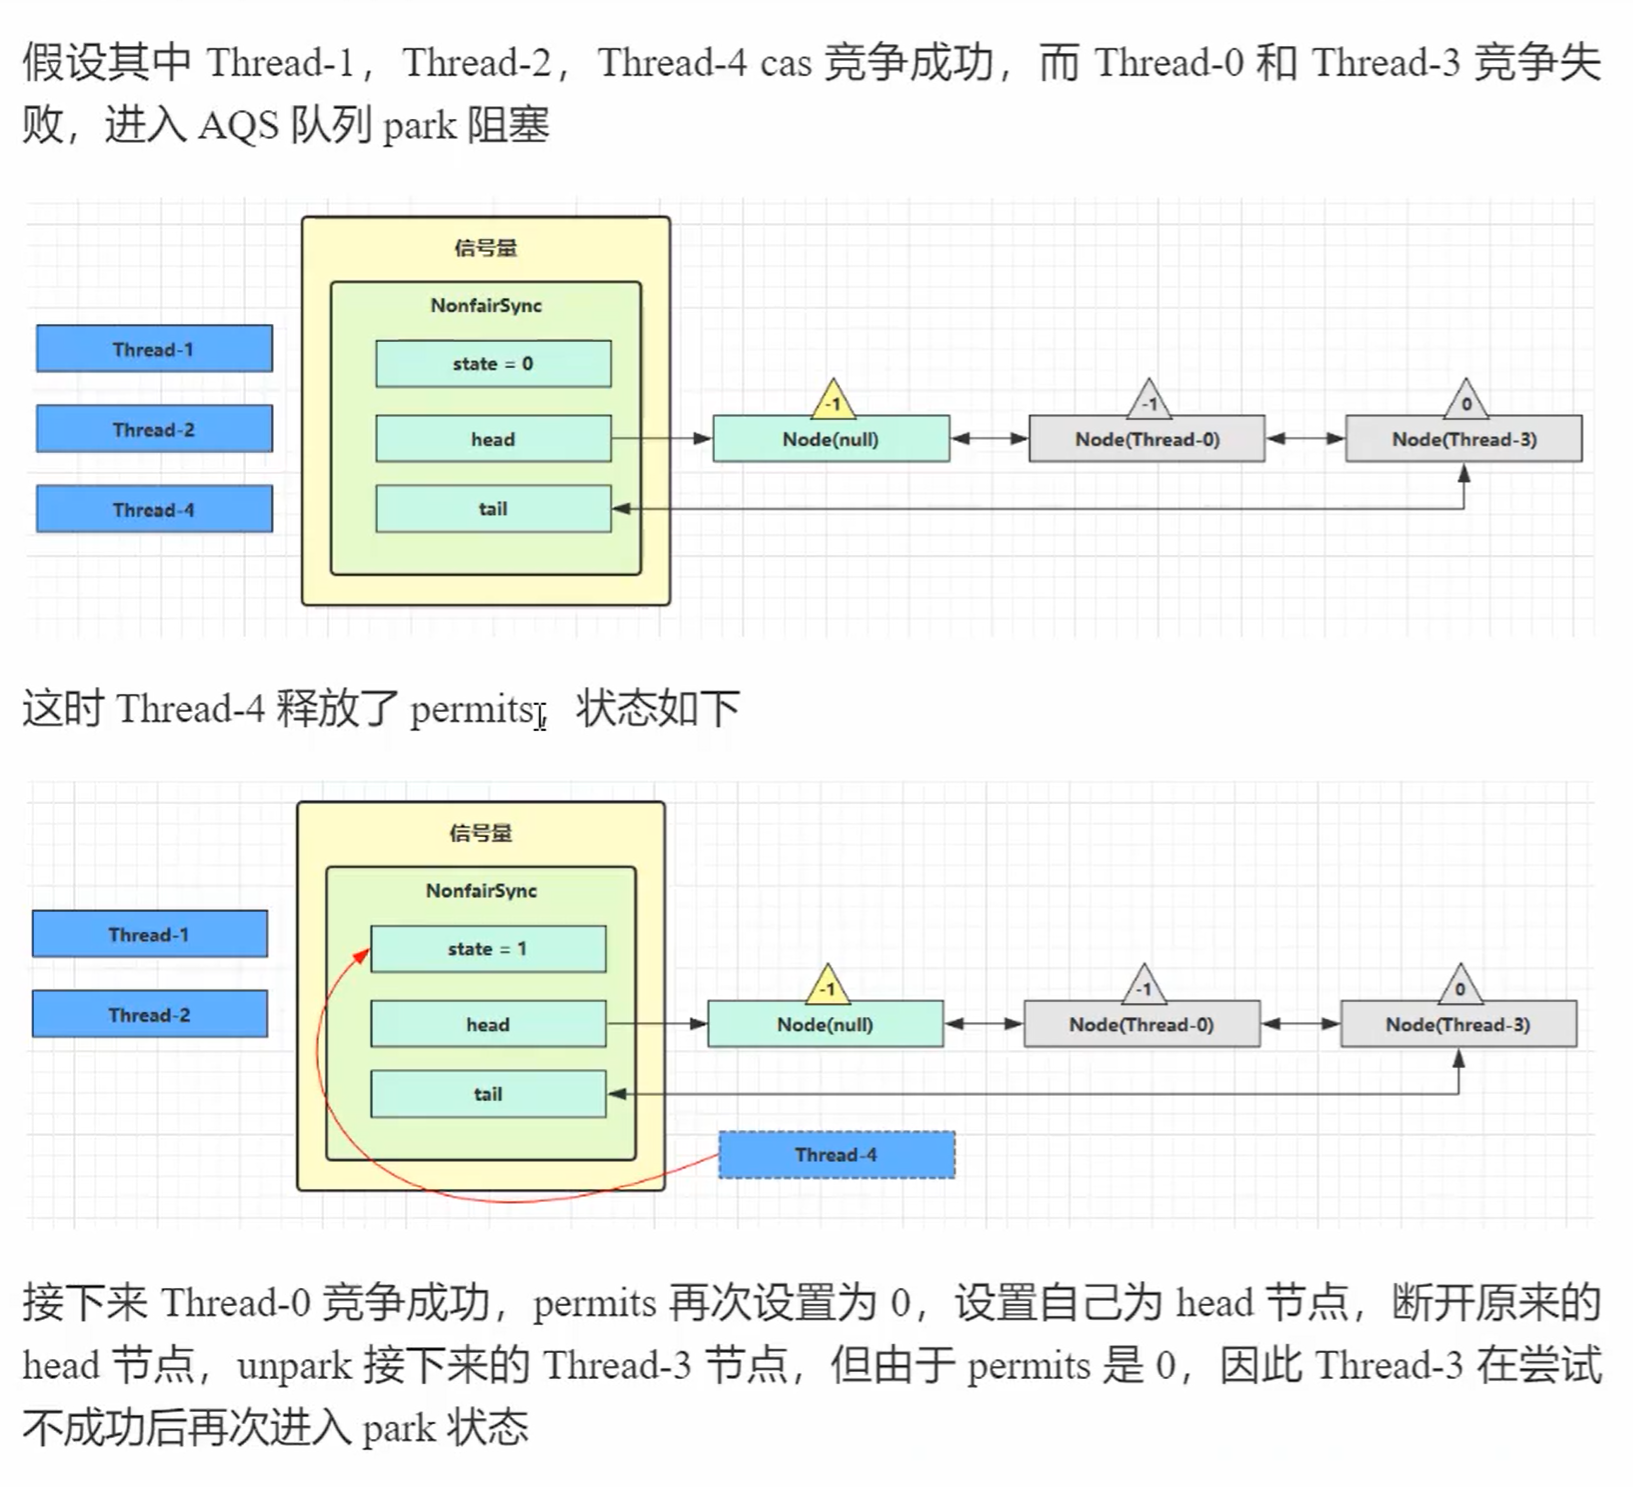 假设其中 Thread-1，Thread-2，Thread-4 cas 竞争成功，而 Thread-0 和 Thread-3 竞争失
败，进入 AQS 队列 park 阻塞
信号量
NonfairSync
Thread-1
state = 0
Thread-2
head
-1
Node(null)
-1
Node(Thread-0)
0
Node(Thread-3)
Thread-4
tail
这时 Thread-4 释放了 permits，状态如下
信号量
NonfairSync
Thread-1
state = 1
Thread-2
head
-1
Node(null)
-1
Node(Thread-0)
0
Node(Thread-3)
tail
Thread-4
接下来 Thread-0 竞争成功，permits 再次设置为 0，设置自己为 head 节点，断开原来的
head 节点，unpark 接下来的 Thread-3 节点，但由于 permits 是 0，因此 Thread-3 在尝试
不成功后再次进入 park 状态